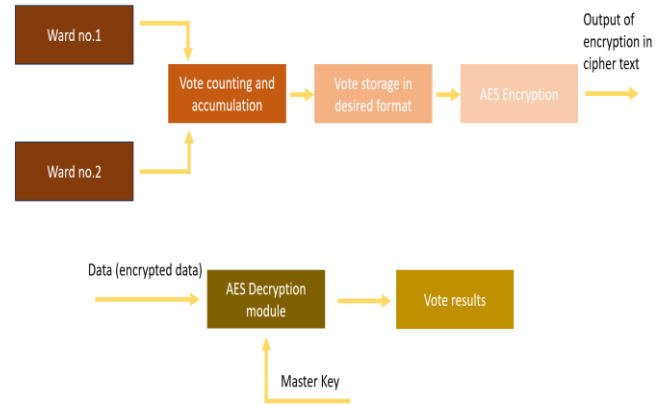 Ward no.1
Output of
encryption in
cipher text
Vote counting and
accumulation
Vote storage in
desired format
AES Encryption
Ward no.2
Data (encrypted data)
AES Decryption
module
Vote results
Master Key